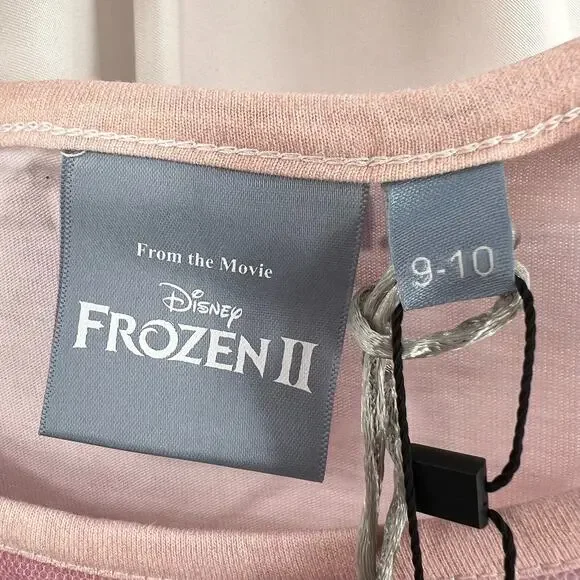 From the Movie
Disney
FROZEN II
9-10